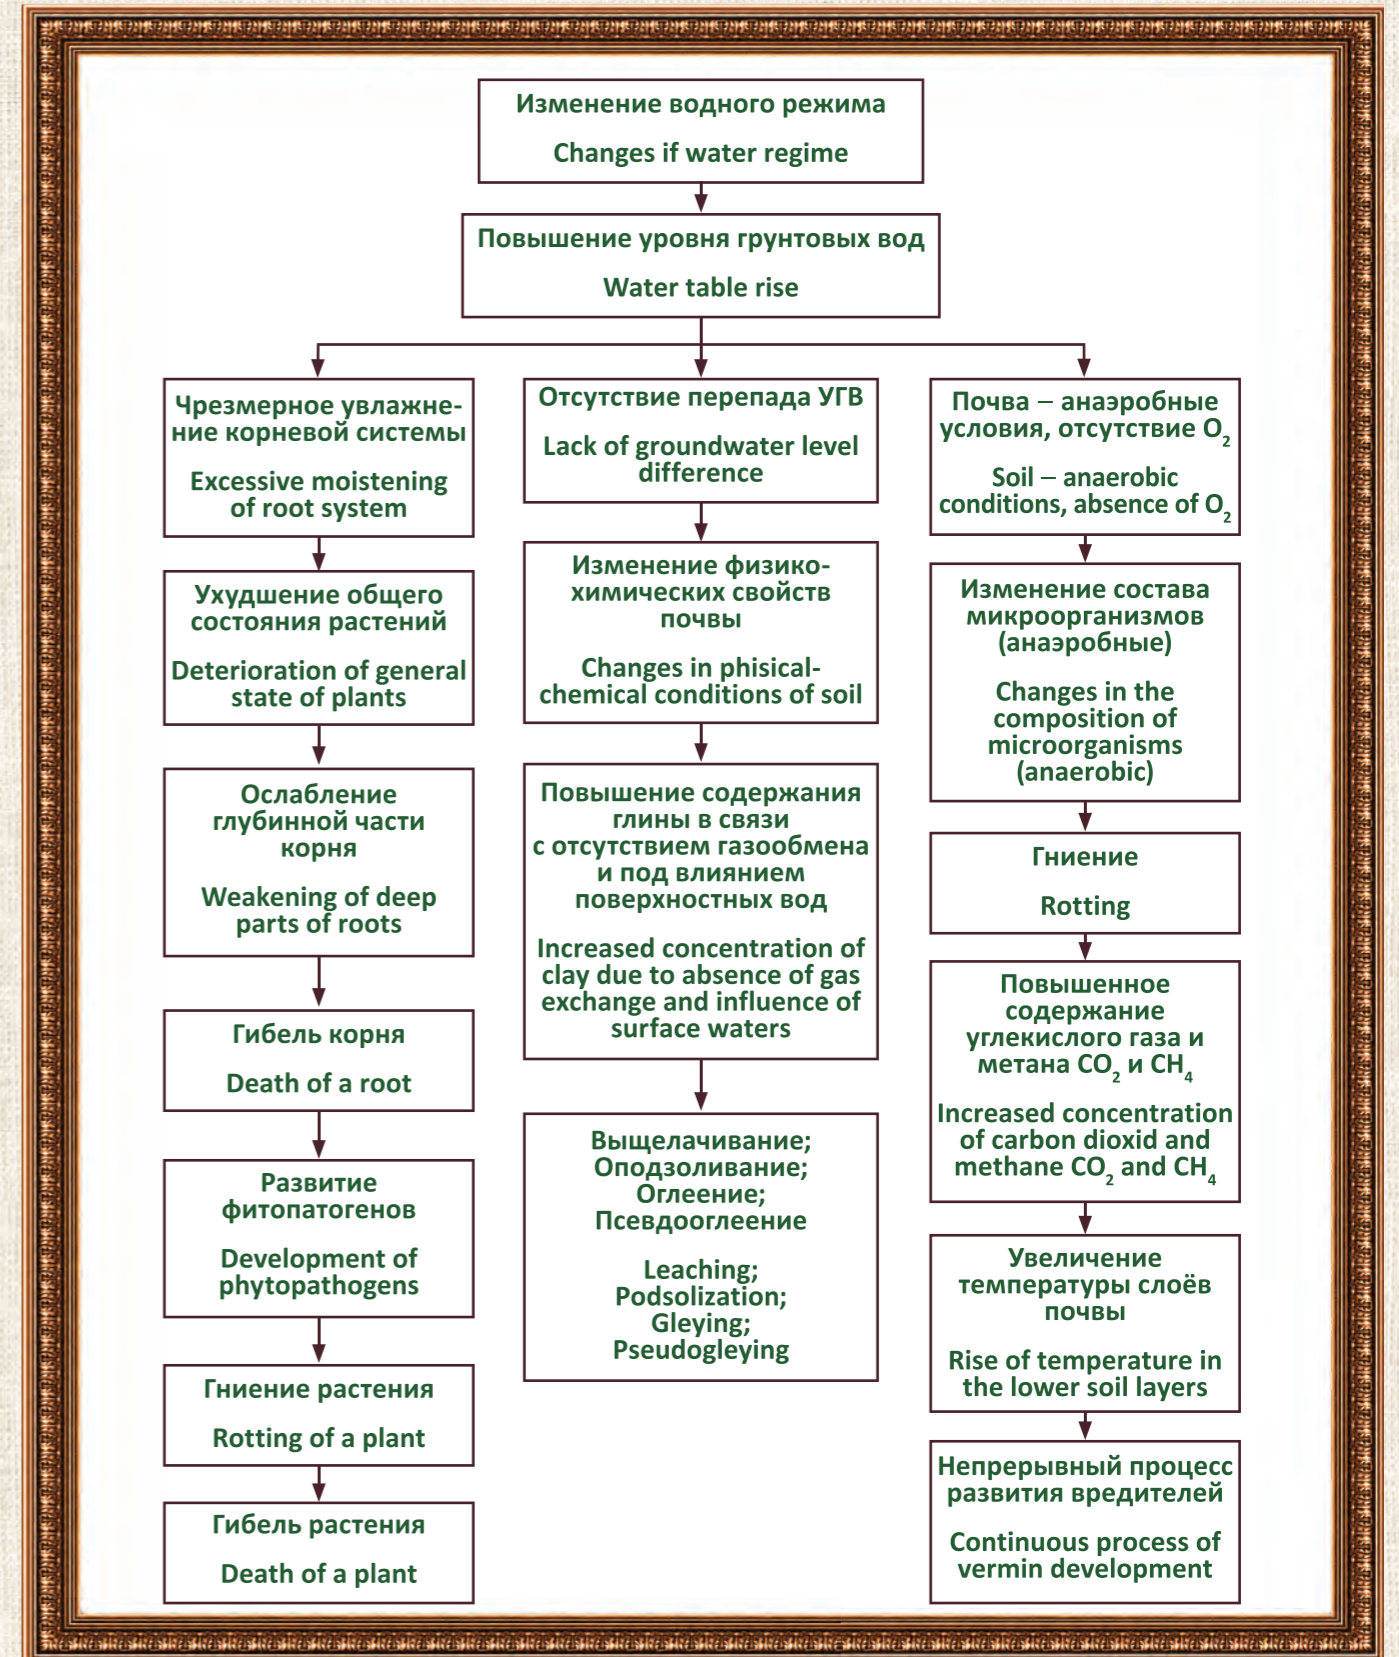 Изменение водного режима
Changes if water regime
Повышение уровня грунтовых вод
Water table rise
Чрезмерное увлажне-
ние корневой системы
Excessive moistening
of root system
Ухудшение общего
состояния растений
Deterioration of general
state of plants
Ослабление
глубинной части
корня
Weakening of deep
parts of roots
Гибель корня
Death of a root
Развитие
фитопатогенов
Development of
phytopathogens
Гниение растения
Rotting of a plant
Гибель растения
Death of a plant
Отсутствие перепада УГВ
Lack of groundwater level
difference
Изменение физико-
химических свойств
почвы
Changes in phisical-
chemical conditions of soil
Повышение содержания
глины в связи
с отсутствием газообмена
и под влиянием
поверхностных вод
Increased concentration of
clay due to absence of gas
exchange and influence of
surface waters
Выщелачивание;
Оподзоливание;
Оглеение;
Псевдооглеение
Leaching;
Podsolization;
Gleying;
Pseudogleying
Почва – анаэробные
условия, отсутствие O₂
Soil – anaerobic
conditions, absence of O₂
Изменение состава
микроорганизмов
(анаэробные)
Changes in the
composition of
microorganisms
(anaerobic)
Гниение
Rotting
Повышенное
содержание
углекислого газа и
метана CO₂ и CH₄
Increased concentration
of carbon dioxid and
methane CO₂ and CH₄
Увеличение
температуры слоёв
почвы
Rise of temperature in
the lower soil layers
Непрерывный процесс
развития вредителей
Continuous process of
vermin development